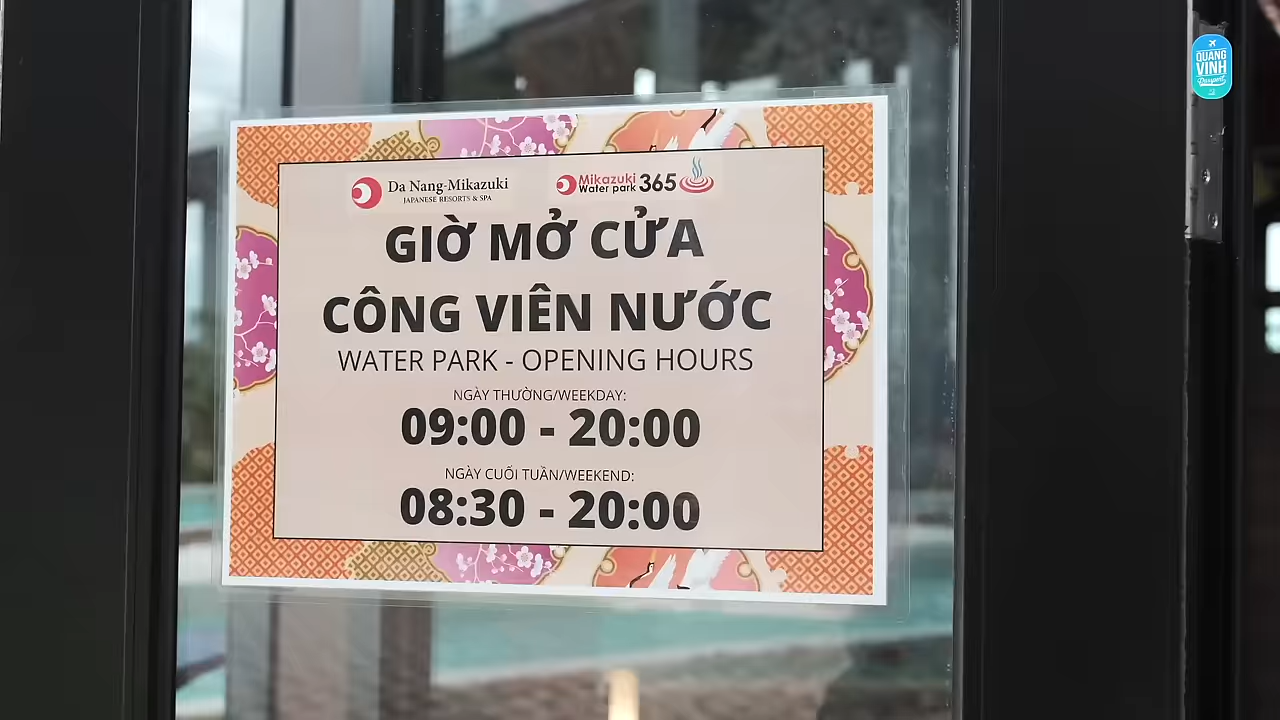 Da Nang-Mikazuki
JAPANESE RESORTS & SPA
Mikazuki
Water park 365
GIỜ MỞ CỬA
CÔNG VIÊN NƯỚC
WATER PARK - OPENING HOURS
NGÀY THƯỜNG/WEEKDAY:
09:00 - 20:00
NGÀY CUỐI TUẦN/WEEKEND:
08:30 - 20:00
QUANG
VINH
Passport